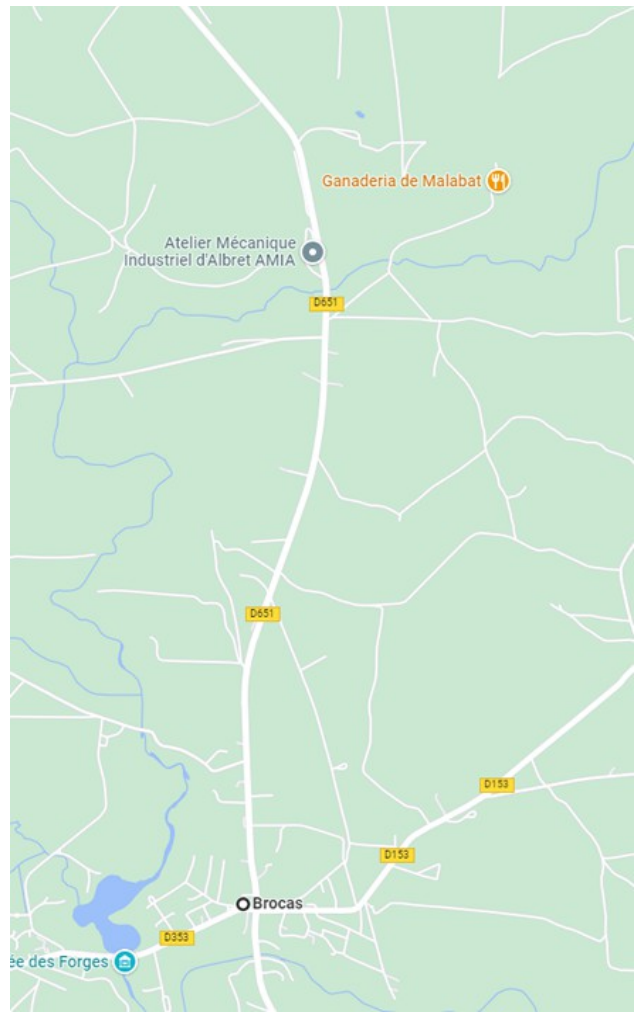 Ganaderia de Malabat
Atelier Mécanique
Industriel d'Albret AMIA
D651
D651
D153
D153
Brocas
D353
ée des Forges